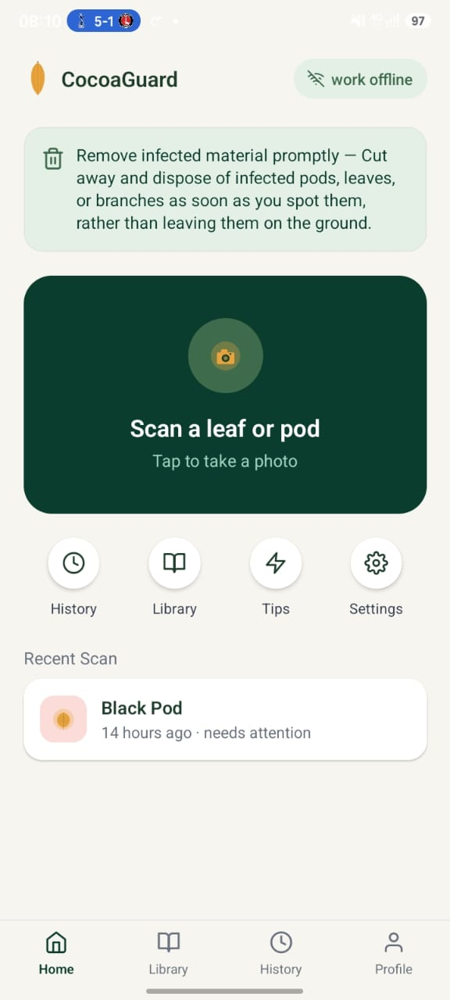 08:10 5-1 97
CocoaGuard
work offline
Remove infected material promptly — Cut
away and dispose of infected pods, leaves,
or branches as soon as you spot them,
rather than leaving them on the ground.
Scan a leaf or pod
Tap to take a photo
History Library Tips Settings
Recent Scan
Black Pod
14 hours ago · needs attention
Home Library History Profile